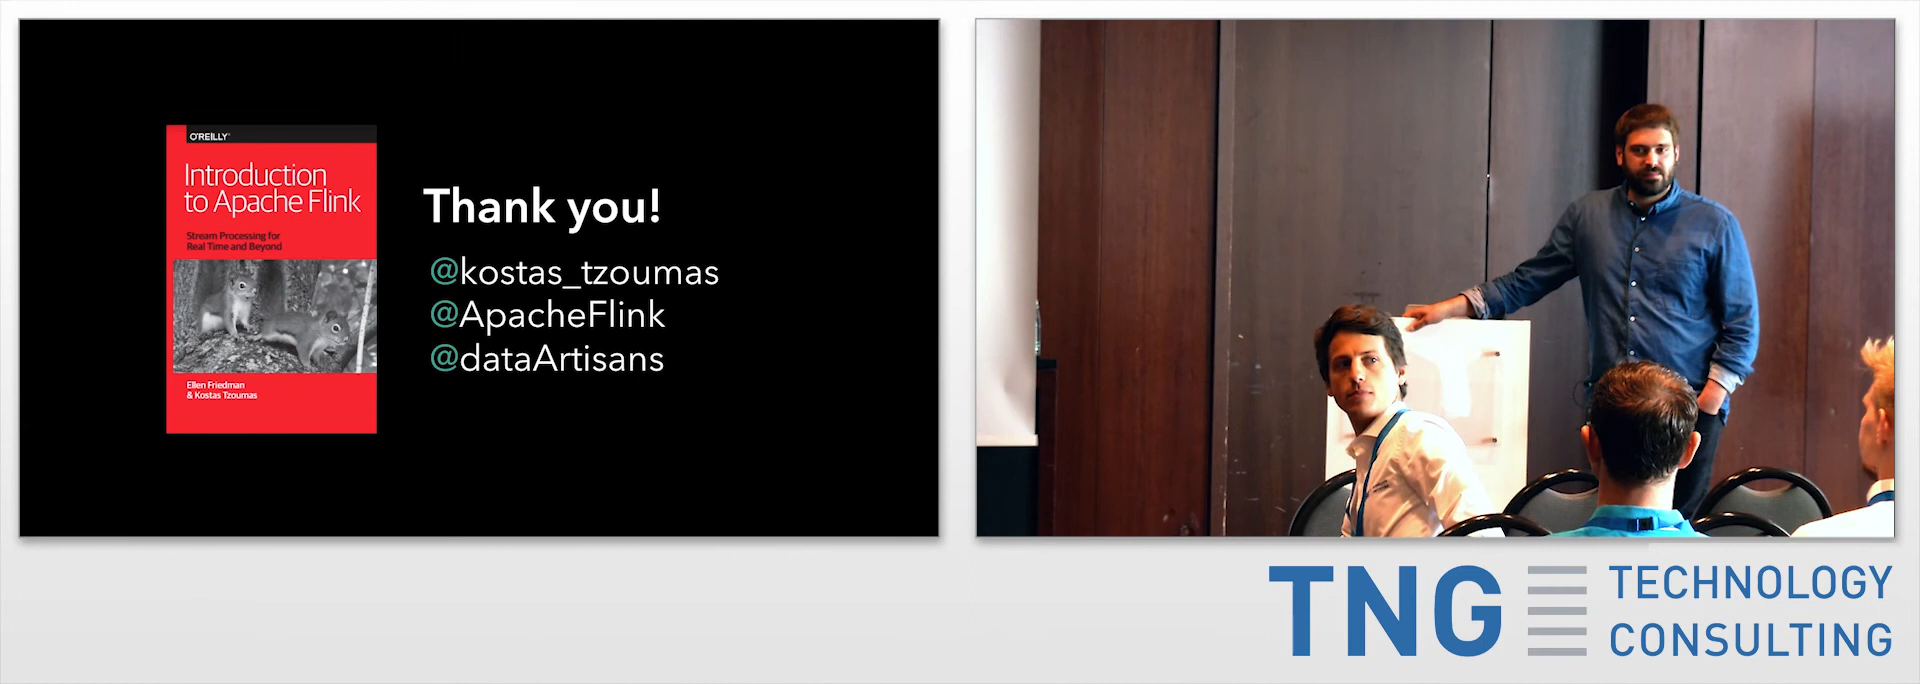 O'REILLY®
Introduction
to Apache Flink
Stream Processing for
Real Time and Beyond
Ellen Friedman
& Kostas Tzoumas
Thank you!
@kostas_tzoumas
@ApacheFlink
@dataArtisans
TNG
TECHNOLOGY
CONSULTING